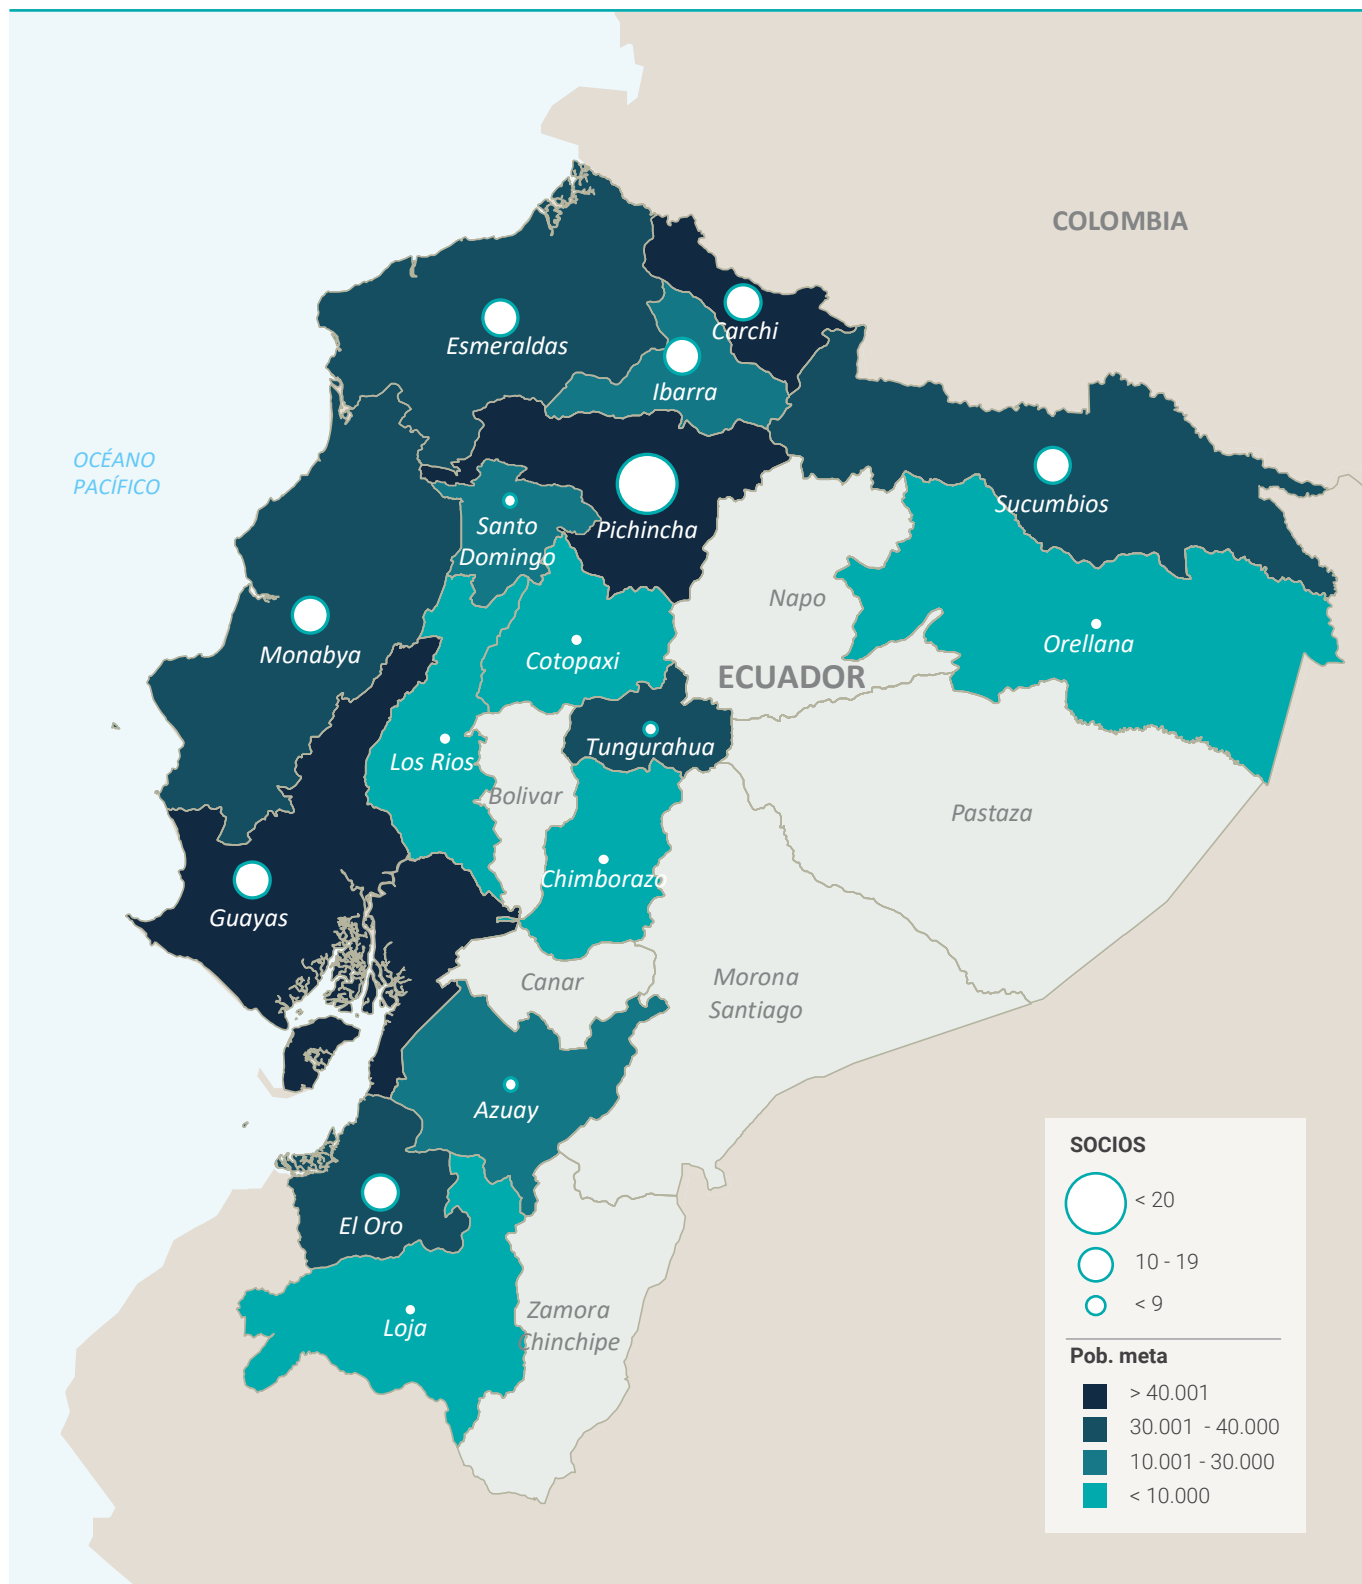 COLOMBIA
Carchi
Esmeraldas
Ibarra
OCÉANO
PACÍFICO
Sucumbios
Santo
Domingo
Pichincha
Napo
Orellana
Monabya
Cotopaxi
ECUADOR
Tungurahua
Los Rios
Bolivar
Pastaza
Chimborazo
Guayas
Canar
Morona
Santiago
Azuay
El Oro
Zamora
Chinchipe
Loja
SOCIOS
< 20
10 - 19
< 9
Pob. meta
> 40.001
30.001 - 40.000
10.001 - 30.000
< 10.000